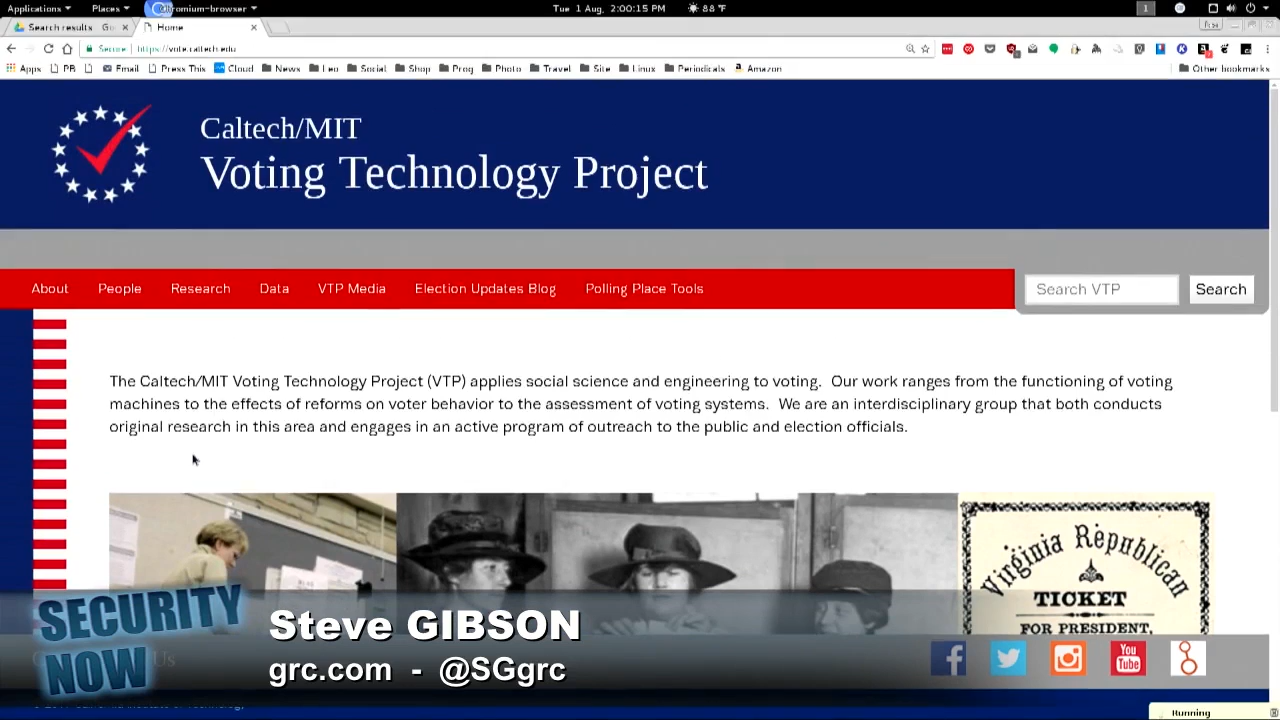 Applications Places Chromium-browser Tue 1 Aug, 2:00:15 PM 88 °F 1
Search results Home
Secure https://vote.caltech.edu
Apps PB Email Press This Cloud News Leo Social Shop Prog Photo Travel Site Linux Periodicals Amazon Other bookmarks
Caltech/MIT
Voting Technology Project
About People Research Data VTP Media Election Updates Blog Polling Place Tools Search VTP Search
The Caltech/MIT Voting Technology Project (VTP) applies social science and engineering to voting. Our work ranges from the functioning of voting
machines to the effects of reforms on voter behavior to the assessment of voting systems. We are an interdisciplinary group that both conducts
original research in this area and engages in an active program of outreach to the public and election officials.
Virginia Republican
TICKET
FOR PRESIDENT,
SECURITY
NOW
Steve GIBSON
grc.com - @SGgrc
You
Tube
Us
Running